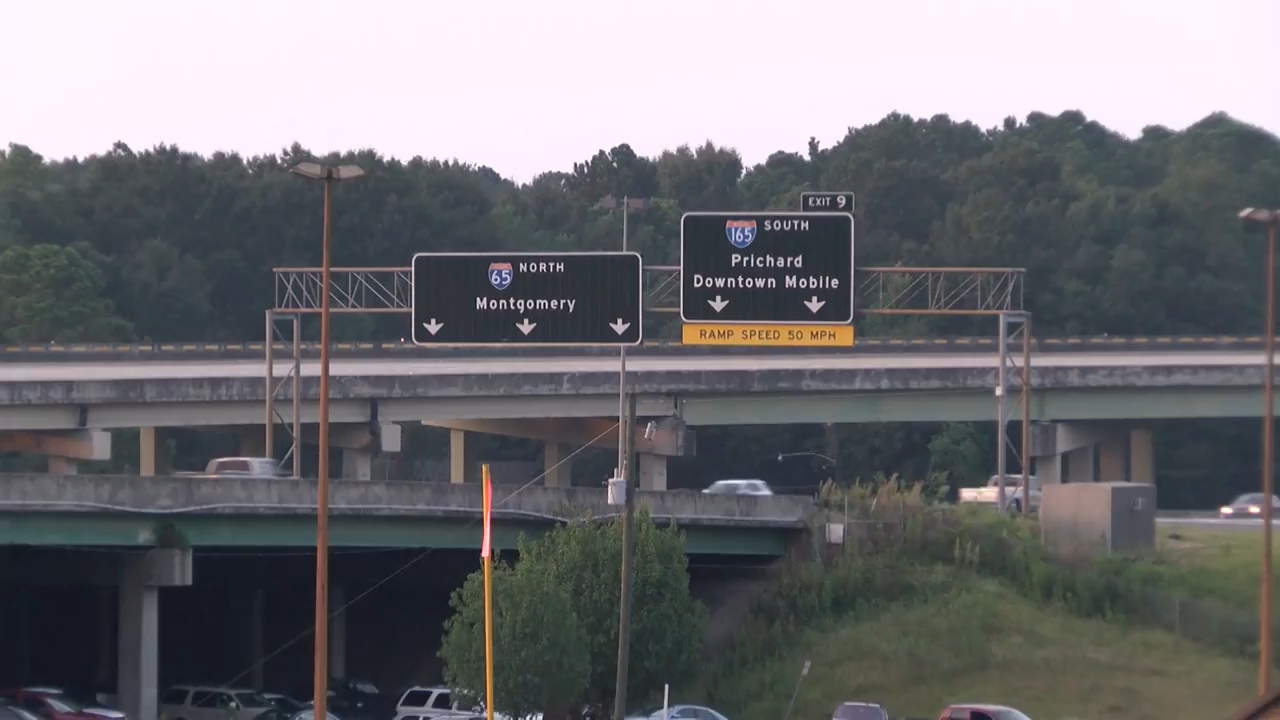 65 NORTH
Montgomery
EXIT 9
165 SOUTH
Prichard
Downtown Mobile
RAMP SPEED 50 MPH